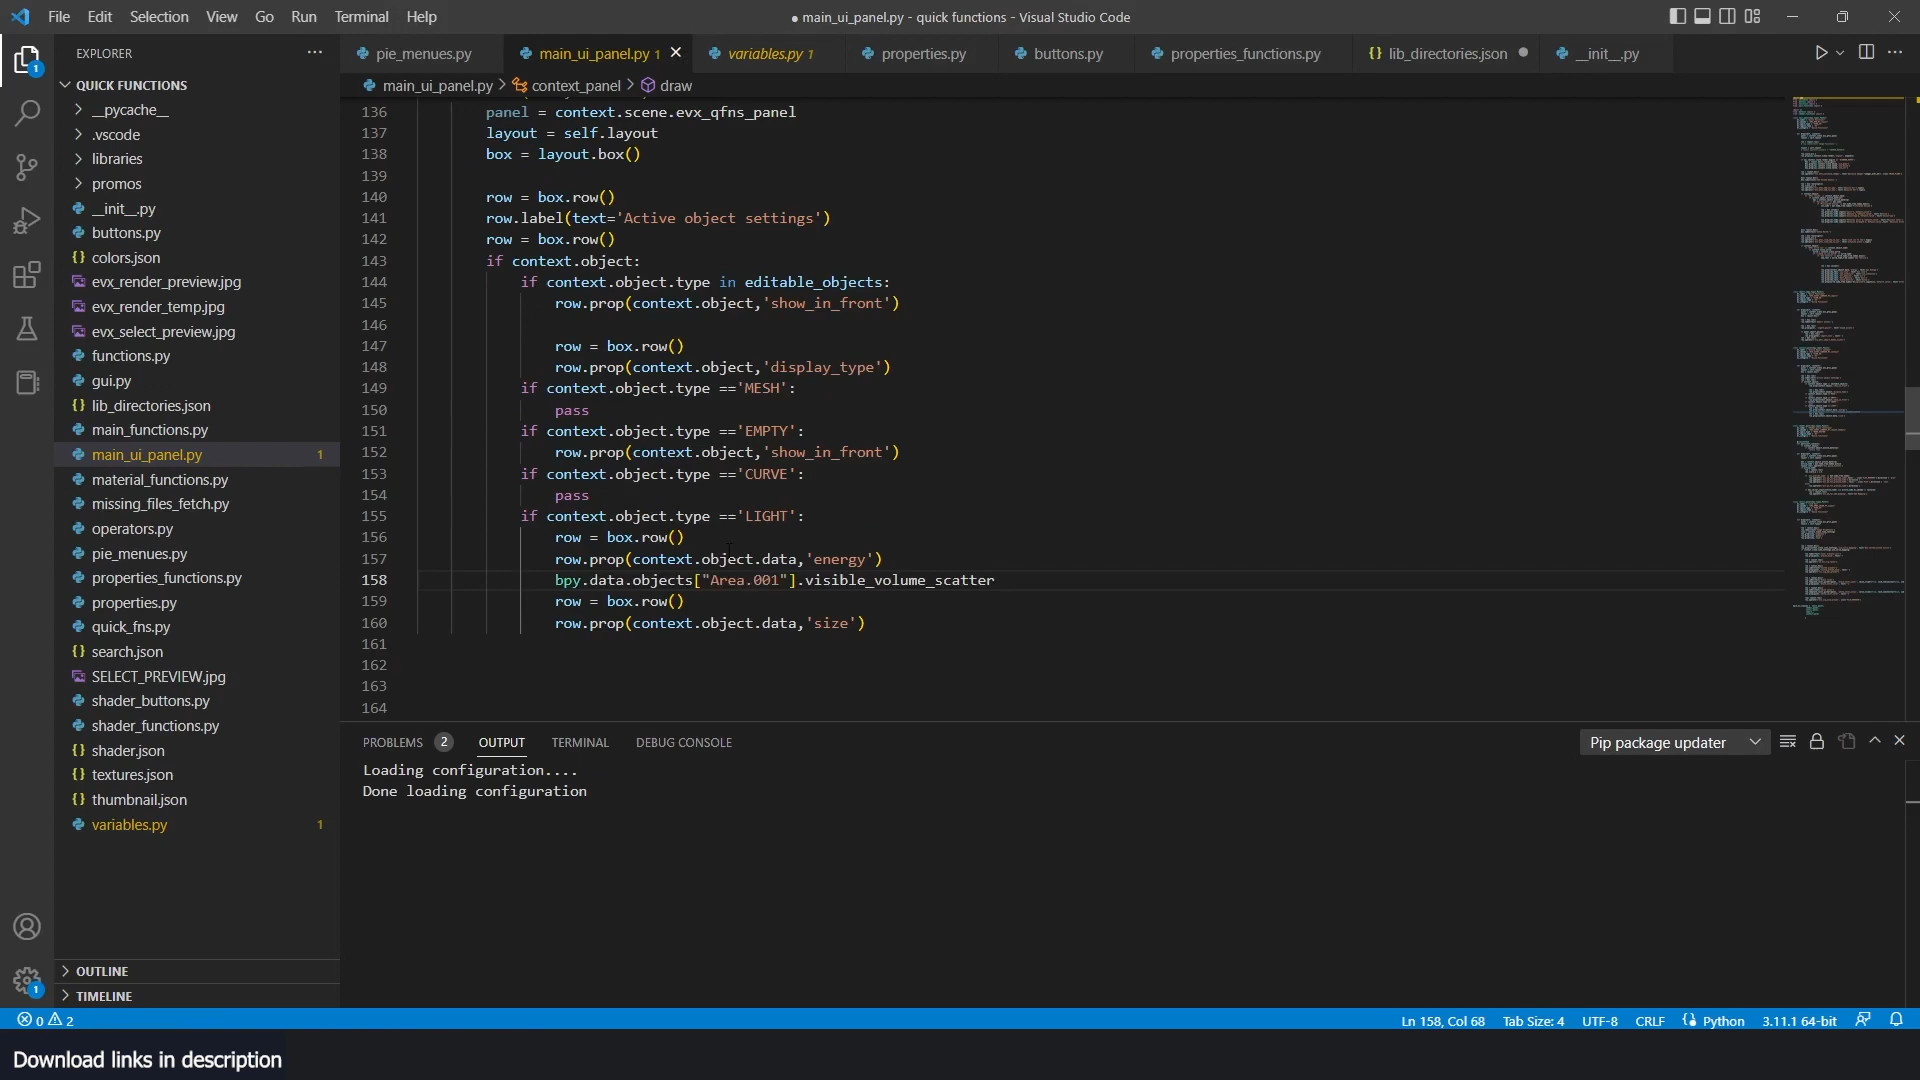 File Edit Selection View Go Run Terminal Help
● main_ui_panel.py - quick functions - Visual Studio Code
EXPLORER
pie_menues.py
main_ui_panel.py 1
variables.py 1
properties.py
buttons.py
properties_functions.py
lib_directories.json
__init__.py
main_ui_panel.py > context_panel > draw
QUICK FUNCTIONS
__pycache__
.vscode
libraries
promos
__init__.py
buttons.py
colors.json
evx_render_preview.jpg
evx_render_temp.jpg
evx_select_preview.jpg
functions.py
gui.py
lib_directories.json
main_functions.py
main_ui_panel.py 1
material_functions.py
missing_files_fetch.py
operators.py
pie_menues.py
properties_functions.py
properties.py
quick_fns.py
search.json
SELECT_PREVIEW.jpg
shader_buttons.py
shader_functions.py
shader.json
textures.json
thumbnail.json
variables.py 1
OUTLINE
TIMELINE
136 panel = context.scene.evx_qfns_panel
137 layout = self.layout
138 box = layout.box()
139
140 row = box.row()
141 row.label(text='Active object settings')
142 row = box.row()
143 if context.object:
144 if context.object.type in editable_objects:
145 row.prop(context.object,'show_in_front')
146
147 row = box.row()
148 row.prop(context.object,'display_type')
149 if context.object.type =='MESH':
150 pass
151 if context.object.type =='EMPTY':
152 row.prop(context.object,'show_in_front')
153 if context.object.type =='CURVE':
154 pass
155 if context.object.type =='LIGHT':
156 row = box.row()
157 row.prop(context.object.data,'energy')
158 bpy.data.objects["Area.001"].visible_volume_scatter
159 row = box.row()
160 row.prop(context.object.data,'size')
161
162
163
164
PROBLEMS 2 OUTPUT TERMINAL DEBUG CONSOLE
Pip package updater
Loading configuration....
Done loading configuration
0 2
Ln 158, Col 68 Tab Size: 4 UTF-8 CRLF Python 3.11.1 64-bit
Download links in description